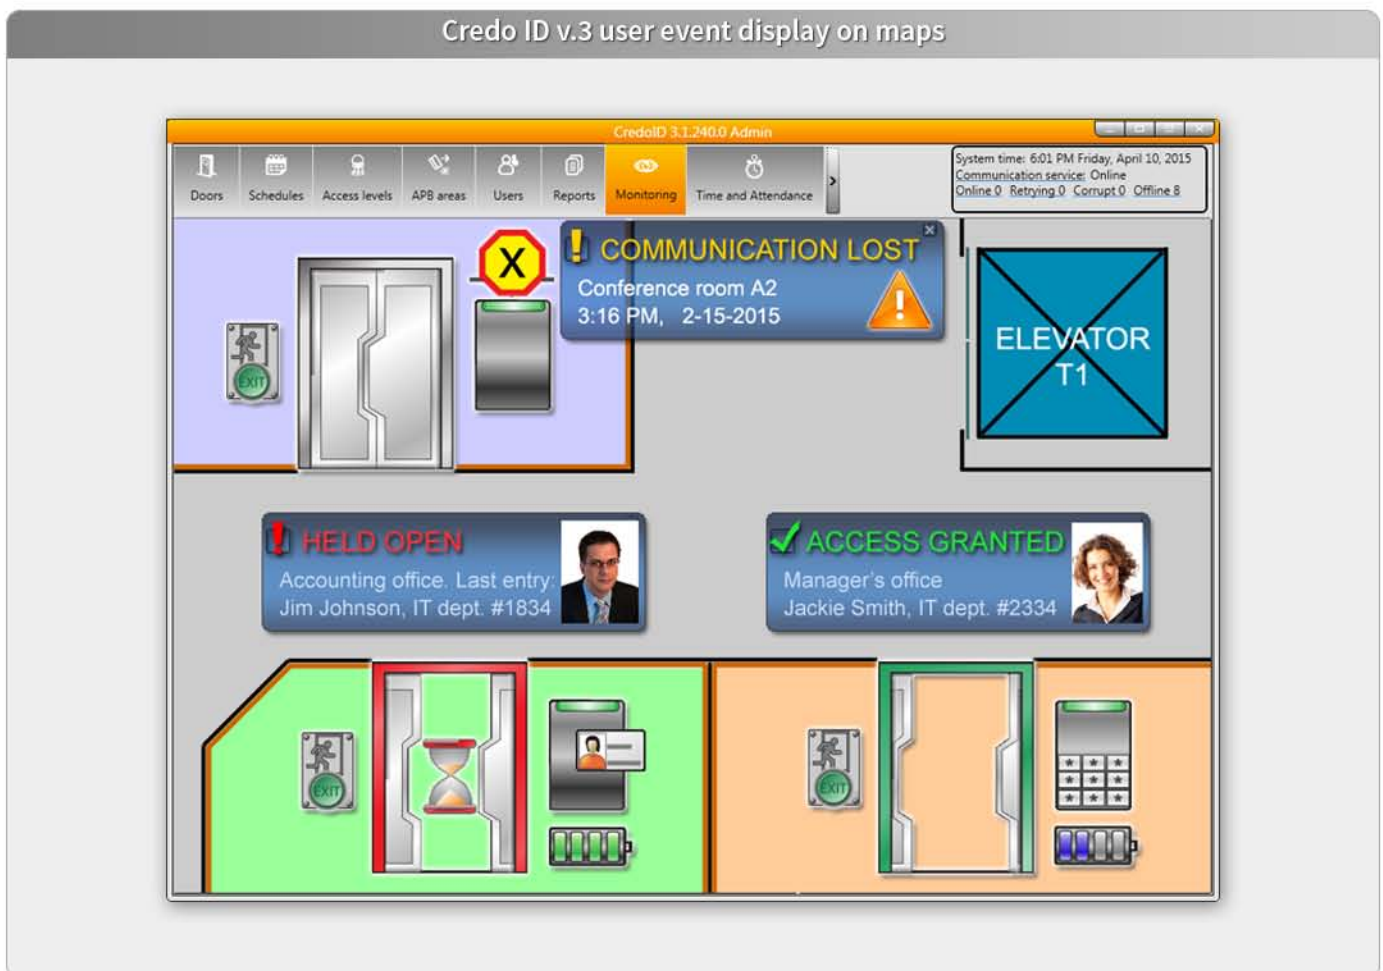 Credo ID v.3 user event display on maps
CredoID 3.1.240.0 Admin
Doors
Schedules
Access levels
APB areas
Users
Reports
Monitoring
Time and Attendance
System time: 6:01 PM Friday, April 10, 2015
Communication service: Online
Online 0 Retrying 0 Corrupt 0 Offline 8
X
! COMMUNICATION LOST
Conference room A2
3:16 PM, 2-15-2015
!
EXIT
ELEVATOR
T1
! HELD OPEN
Accounting office. Last entry:
Jim Johnson, IT dept. #1834
ACCESS GRANTED
Manager's office
Jackie Smith, IT dept. #2334
EXIT
EXIT
* * *
* * *
* * *